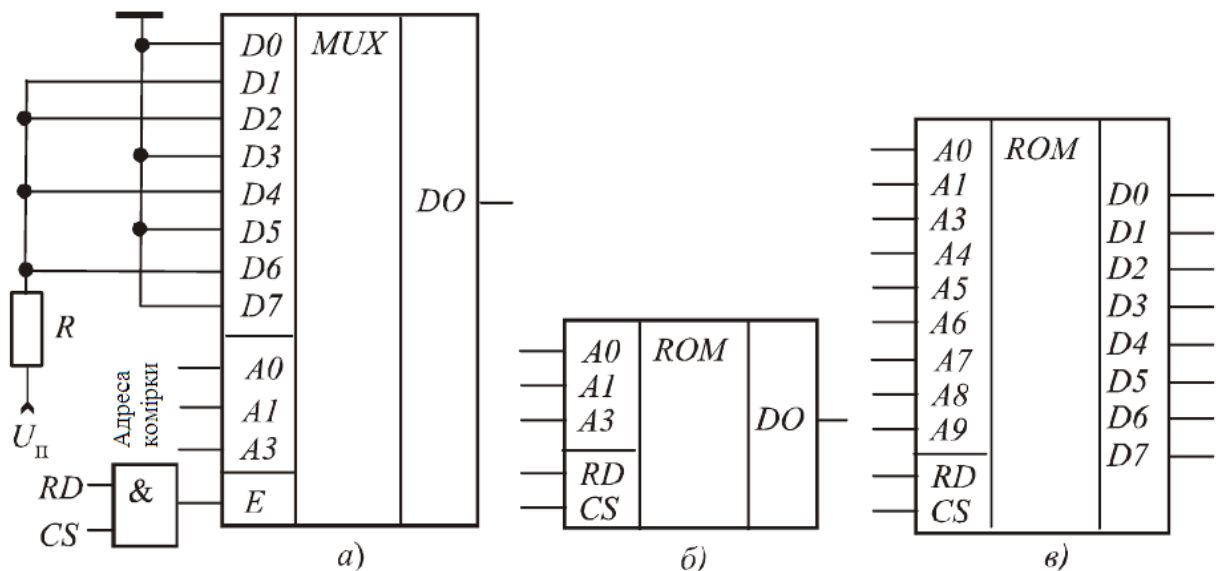 D0
D1
D2
D3
D4
D5
D6
D7
MUX
DO
R
Uп
Адреса
комірки
A0
A1
A3
RD
CS
&
E
а)
A0
A1
A3
RD
CS
ROM
DO
б)
A0
A1
A3
A4
A5
A6
A7
A8
A9
RD
CS
ROM
D0
D1
D2
D3
D4
D5
D6
D7
в)